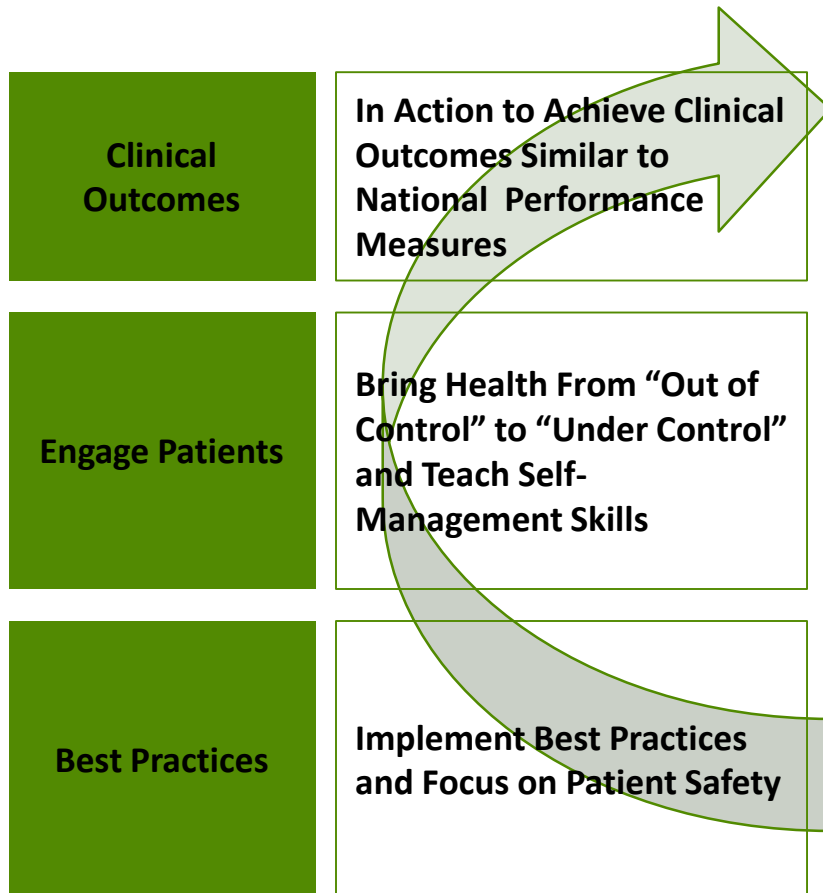 Clinical
Outcomes
In Action to Achieve Clinical
Outcomes Similar to
National  Performance
Measures
Engage Patients
Bring Health From “Out of
Control” to “Under Control”
and Teach Self-
Management Skills
Best Practices
Implement Best Practices
and Focus on Patient Safety